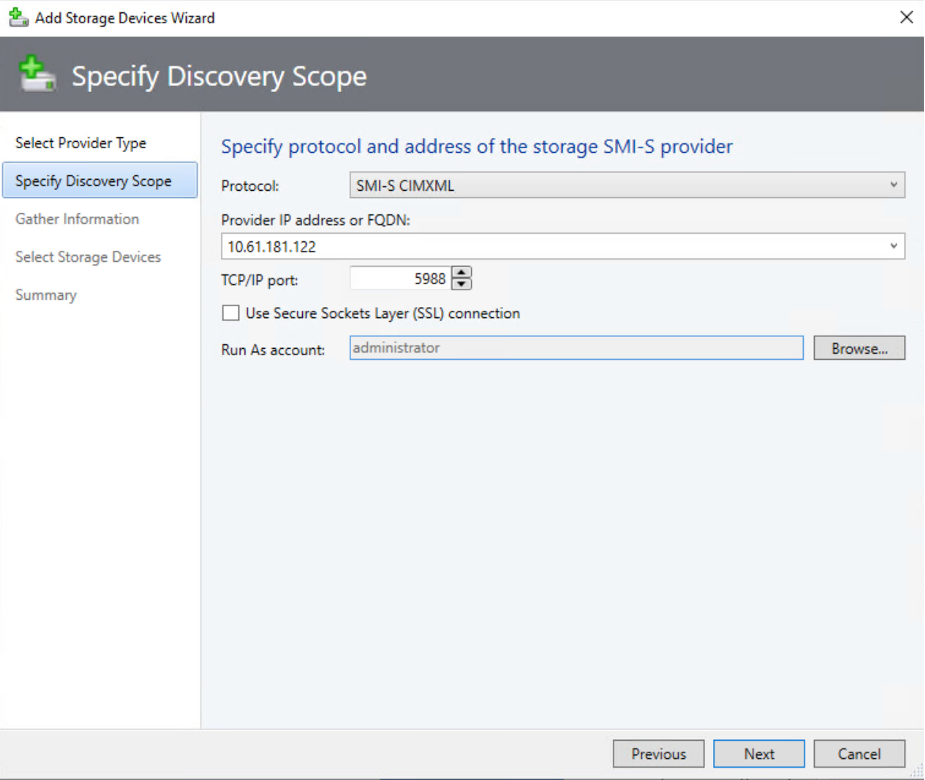 Add Storage Devices Wizard
Specify Discovery Scope
Select Provider Type
Specify Discovery Scope
Gather Information
Select Storage Devices
Summary
Specify protocol and address of the storage SMI-S provider
Protocol: SMI-S CIMXML
Provider IP address or FQDN:
10.61.181.122
TCP/IP port: 5988
Use Secure Sockets Layer (SSL) connection
Run As account: administrator Browse...
Previous Next Cancel